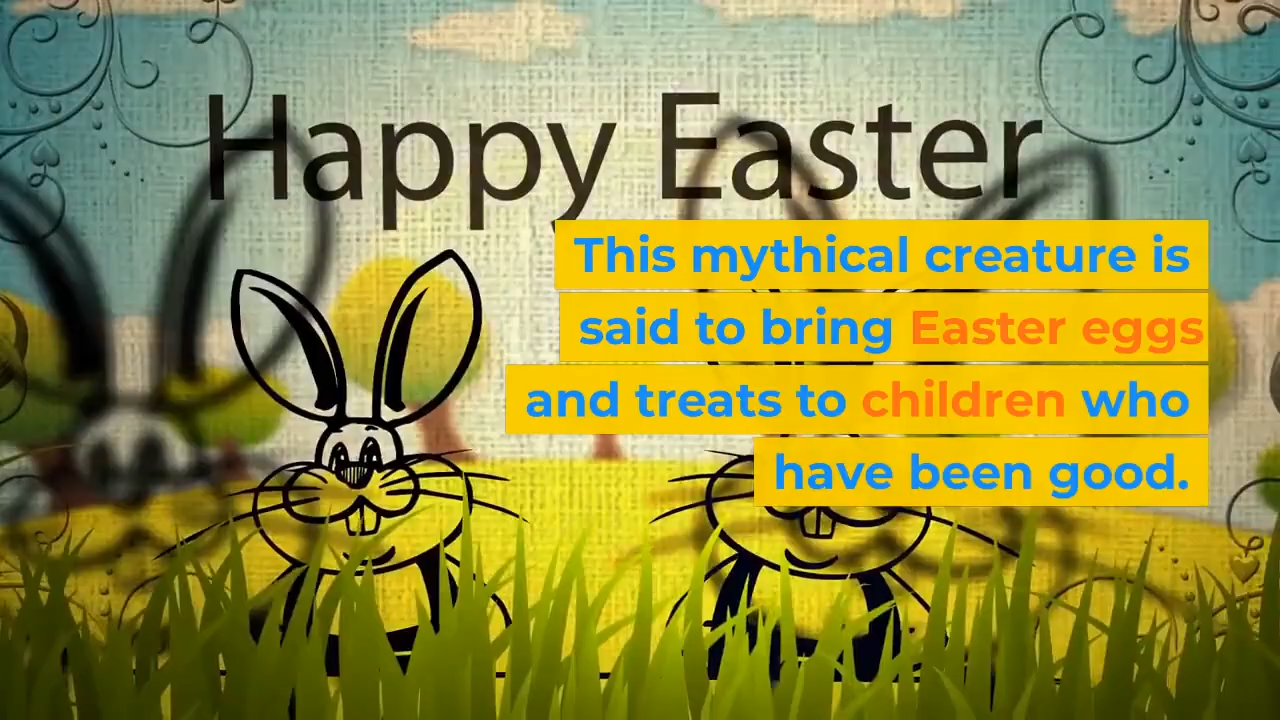 Happy Easter
This mythical creature is
said to bring Easter eggs
and treats to children who
have been good.